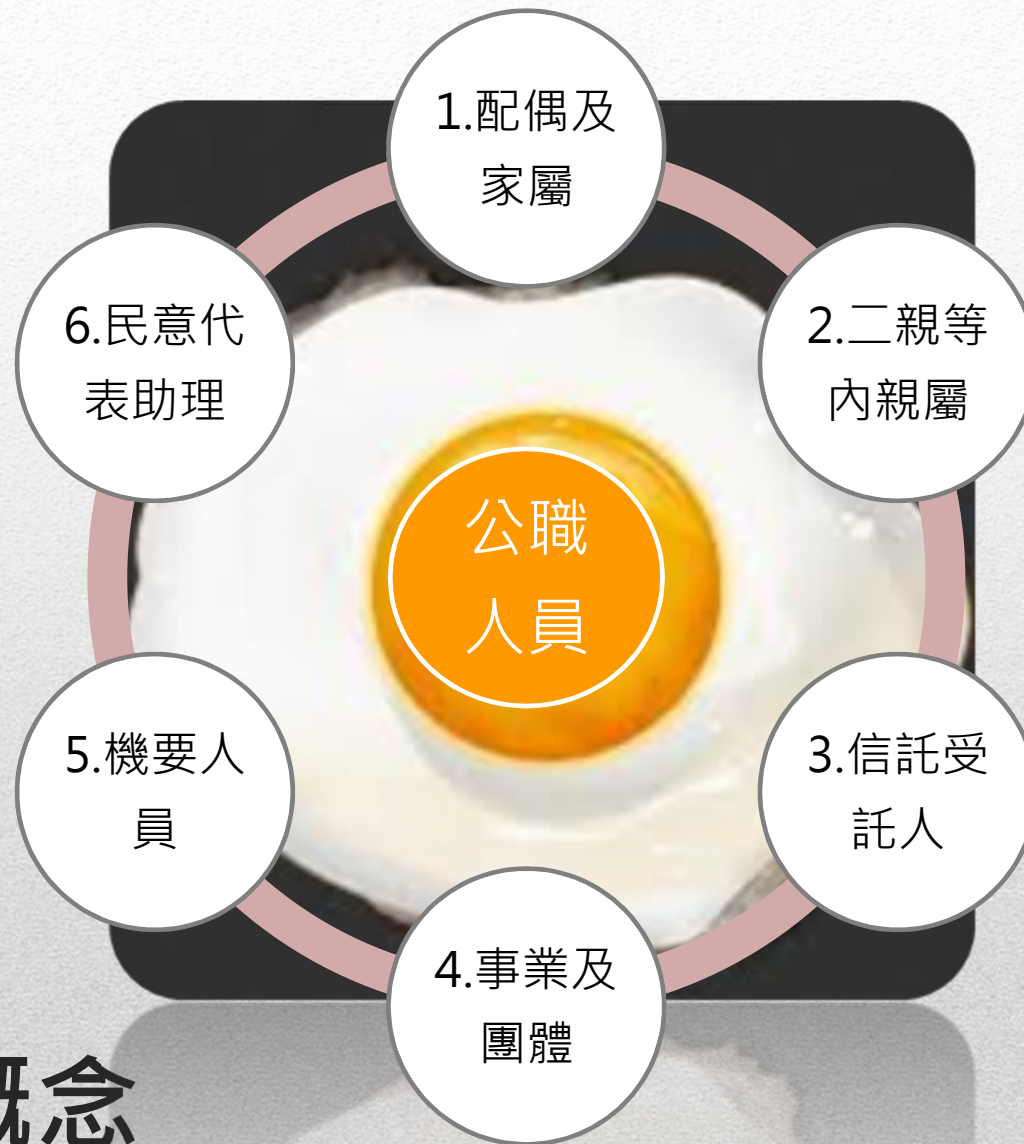 1.配偶及
家屬
2.二親等
內親屬
3.信託受
託人
4.事業及
團體
5.機要人
員
6.民意代
表助理
公職
人員
概念